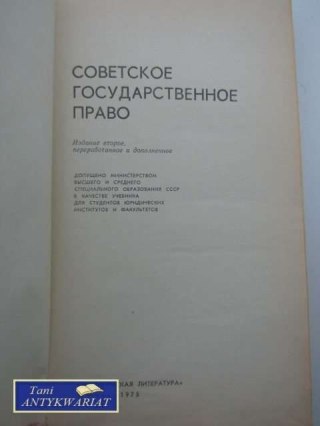 СОВЕТСКОЕ
ГОСУДАРСТВЕННОЕ
ПРАВО
Издание второе,
переработанное и дополненное
ДОПУЩЕНО МИНИСТЕРСТВОМ
ВЫСШЕГО И СРЕДНЕГО
СПЕЦИАЛЬНОГО ОБРАЗОВАНИЯ СССР
В КАЧЕСТВЕ УЧЕБНИКА
ДЛЯ СТУДЕНТОВ ЮРИДИЧЕСКИХ
ИНСТИТУТОВ И ФАКУЛЬТЕТОВ
ЛИТЕРАТУРА»
1975
Tani
ANTYKWARIAT